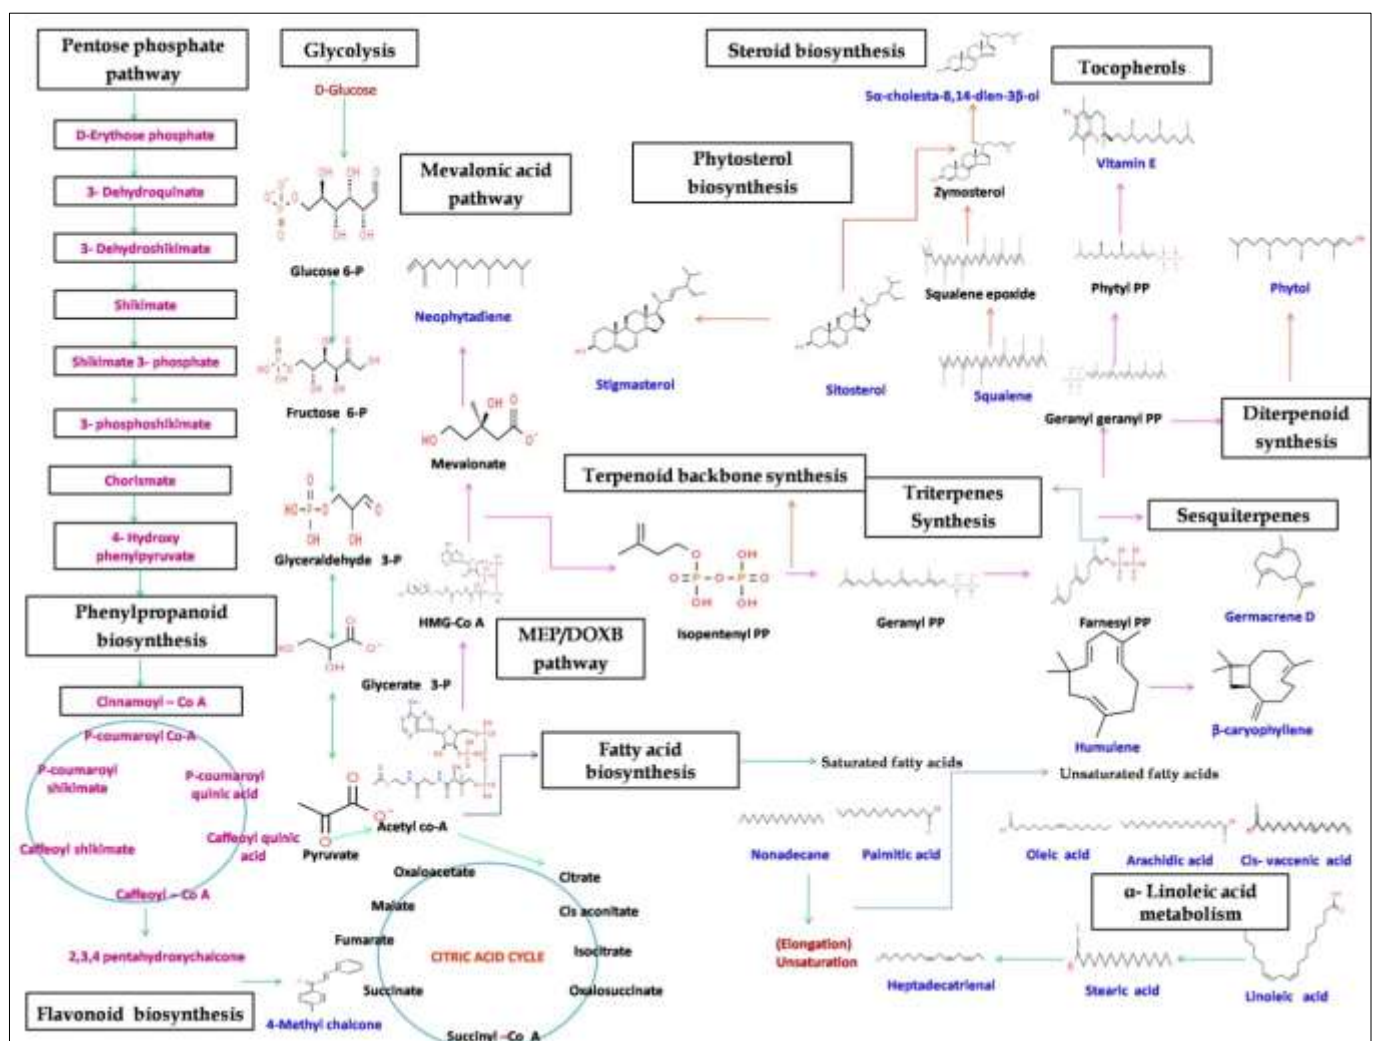 Pentose phosphate
pathway
D-Erythose phosphate
3- Dehydroquinate
3- Dehydroshikimate
Shikimate
Shikimate 3- phosphate
3- phosphoshikimate
Chorismate
4- Hydroxy
phenylpyruvate
Phenylpropanoid
biosynthesis
Cinnamoyl – Co A
P-coumaroyl Co-A
P-coumaroyl
shikimate
P-coumaroyl
quinic acid
Caffeoyl shikimate
Caffeoyl quinic
acid
Caffeoyl – Co A
2,3,4 pentahydroxychalcone
Flavonoid biosynthesis
4-Methyl chalcone
Glycolysis
D-Glucose
Glucose 6-P
Fructose 6-P
Glyceraldehyde 3-P
Glycerate 3-P
Pyruvate
Acetyl co-A
Mevalonic acid
pathway
Neophytadiene
Mevalonate
HMG-Co A
MEP/DOXB
pathway
Oxaloacetate
Malate
Fumarate
Succinate
Succinyl –Co A
CITRIC ACID CYCLE
Citrate
Cis aconitate
Isocitrate
Oxalosuccinate
Steroid biosynthesis
5α-cholesta-8,14-dien-3β-ol
Phytosterol
biosynthesis
Zymosterol
Squalene epoxide
Squalene
Stigmasterol
Sitosterol
Tocopherols
Vitamin E
Phytyl PP
Phytol
Geranyl geranyl PP
Diterpenoid
synthesis
Terpenoid backbone synthesis
Triterpenes
Synthesis
Sesquiterpenes
Isopentenyl PP
Geranyl PP
Farnesyl PP
Germacrene D
Humulene
β-caryophyllene
Fatty acid
biosynthesis
Saturated fatty acids
Unsaturated fatty acids
Nonadecane
Palmitic acid
Oleic acid
Arachidic acid
Cis- vaccenic acid
α- Linoleic acid
metabolism
(Elongation)
Unsaturation
Heptadecatrienal
Stearic acid
Linoleic acid